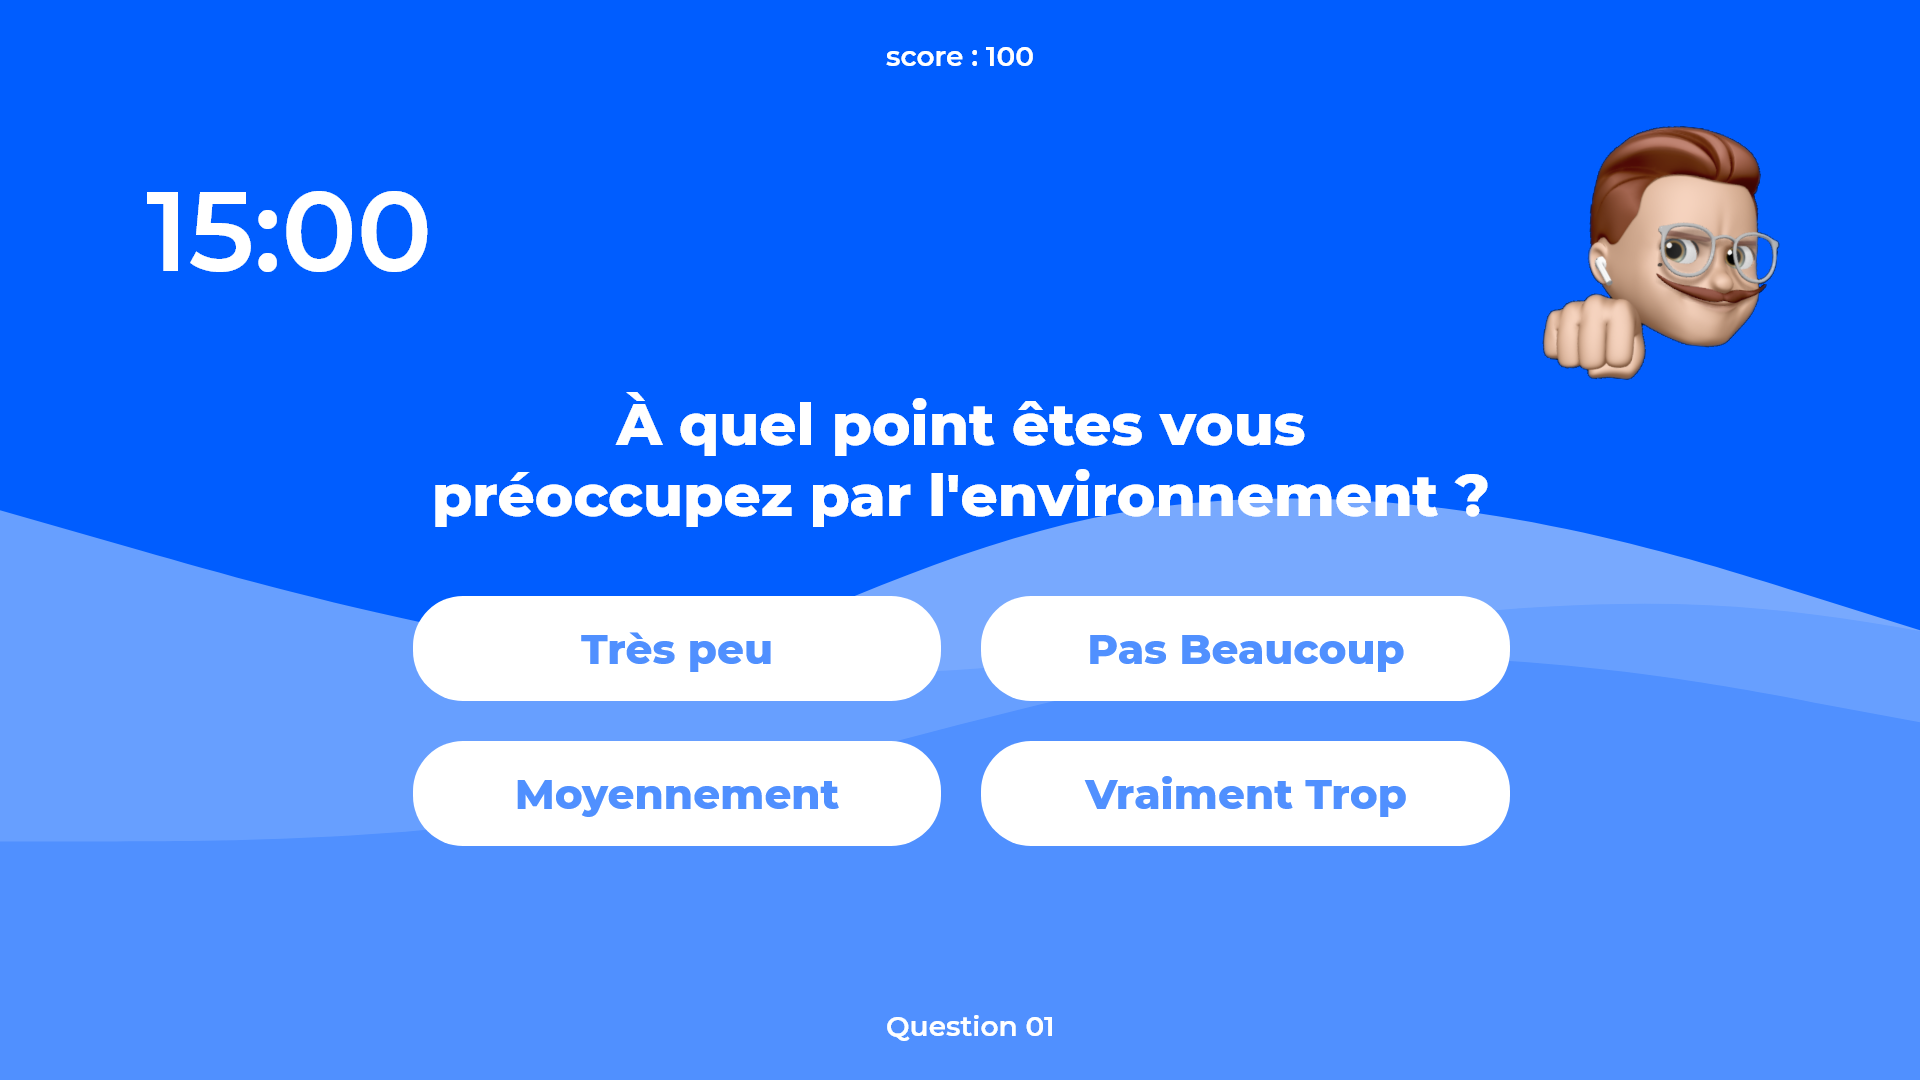 score : 100
15:00
À quel point êtes vous
préoccupez par l'environnement ?
Très peu
Pas Beaucoup
Moyennement
Vraiment Trop
Question 01